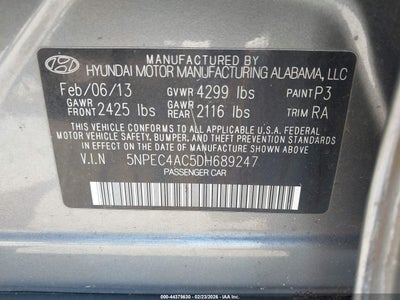 MANUFACTURED BY
HYUNDAI MOTOR MANUFACTURING ALABAMA, LLC
Feb/06/13 GVWR 4299 lbs PAINT P3
GAWR FRONT 2425 lbs GAWR REAR 2116 lbs TRIM RA
THIS VEHICLE CONFORMS TO ALL APPLICABLE FEDERAL
MOTOR VEHICLE SAFETY, BUMPER, AND THEFT PREVENTION STANDARDS
IN EFFECT ON THE DATE OF MANUFACTURE SHOWN ABOVE.
V.I.N 5NPEC4AC5DH689247
PASSENGER CAR
000-44379630 - 02/23/2026 - IAAI.COM